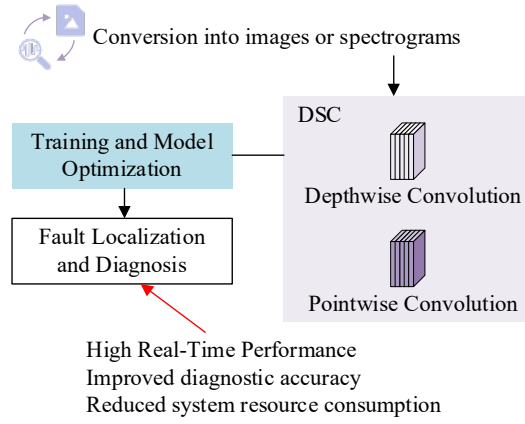 Conversion into images or spectrograms
DSC
Training and Model
Optimization
Depthwise Convolution
Fault Localization
and Diagnosis
Pointwise Convolution
High Real-Time Performance
Improved diagnostic accuracy
Reduced system resource consumption